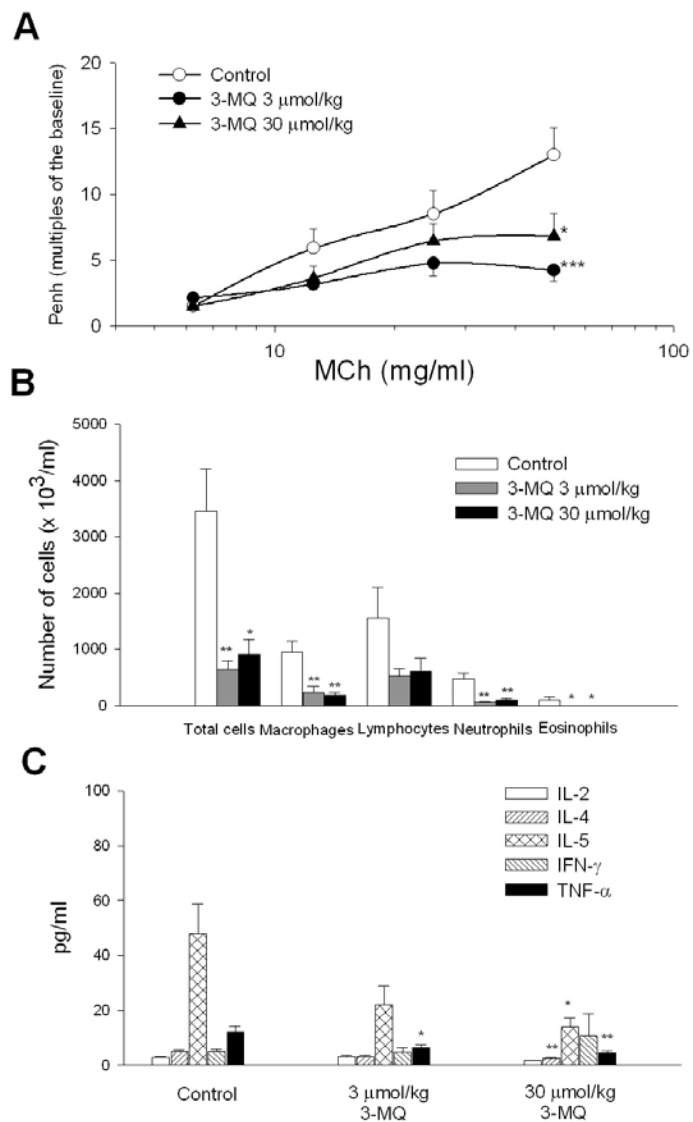 A
20
15
10
5
0
Penh (multiples of the baseline)
Control
3-MQ 3 μmol/kg
3-MQ 30 μmol/kg
*
***
10
100
MCh (mg/ml)
B
5000
4000
3000
2000
1000
0
Number of cells (x 10³/ml)
Control
3-MQ 3 μmol/kg
3-MQ 30 μmol/kg
** * ** ** ** ** * *
Total cells Macrophages Lymphocytes Neutrophils Eosinophils
C
100
80
60
40
20
0
pg/ml
IL-2
IL-4
IL-5
IFN-γ
TNF-α
* ** * **
Control
3 μmol/kg
3-MQ
30 μmol/kg
3-MQ